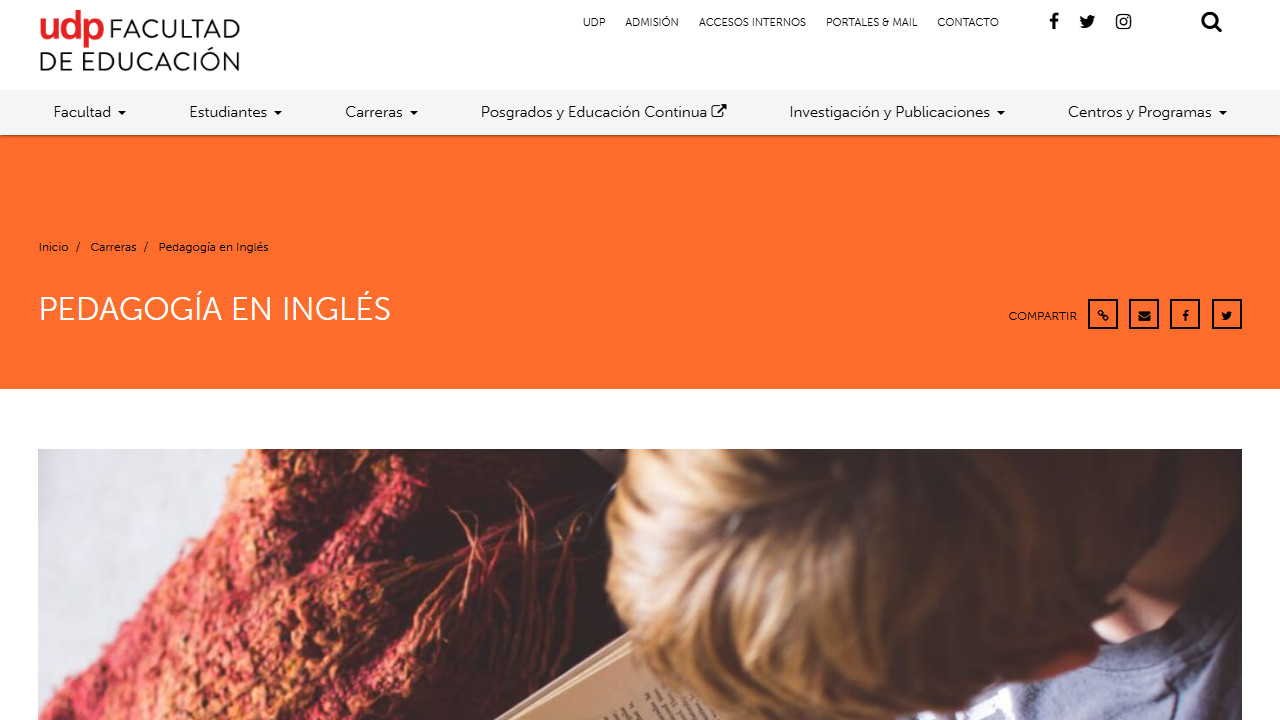 udp FACULTAD
DE EDUCACIÓN
UDP ADMISIÓN ACCESOS INTERNOS PORTALES & MAIL CONTACTO
Facultad Estudiantes Carreras Posgrados y Educación Continua Investigación y Publicaciones Centros y Programas
Inicio / Carreras / Pedagogía en Inglés
PEDAGOGÍA EN INGLÉS
COMPARTIR